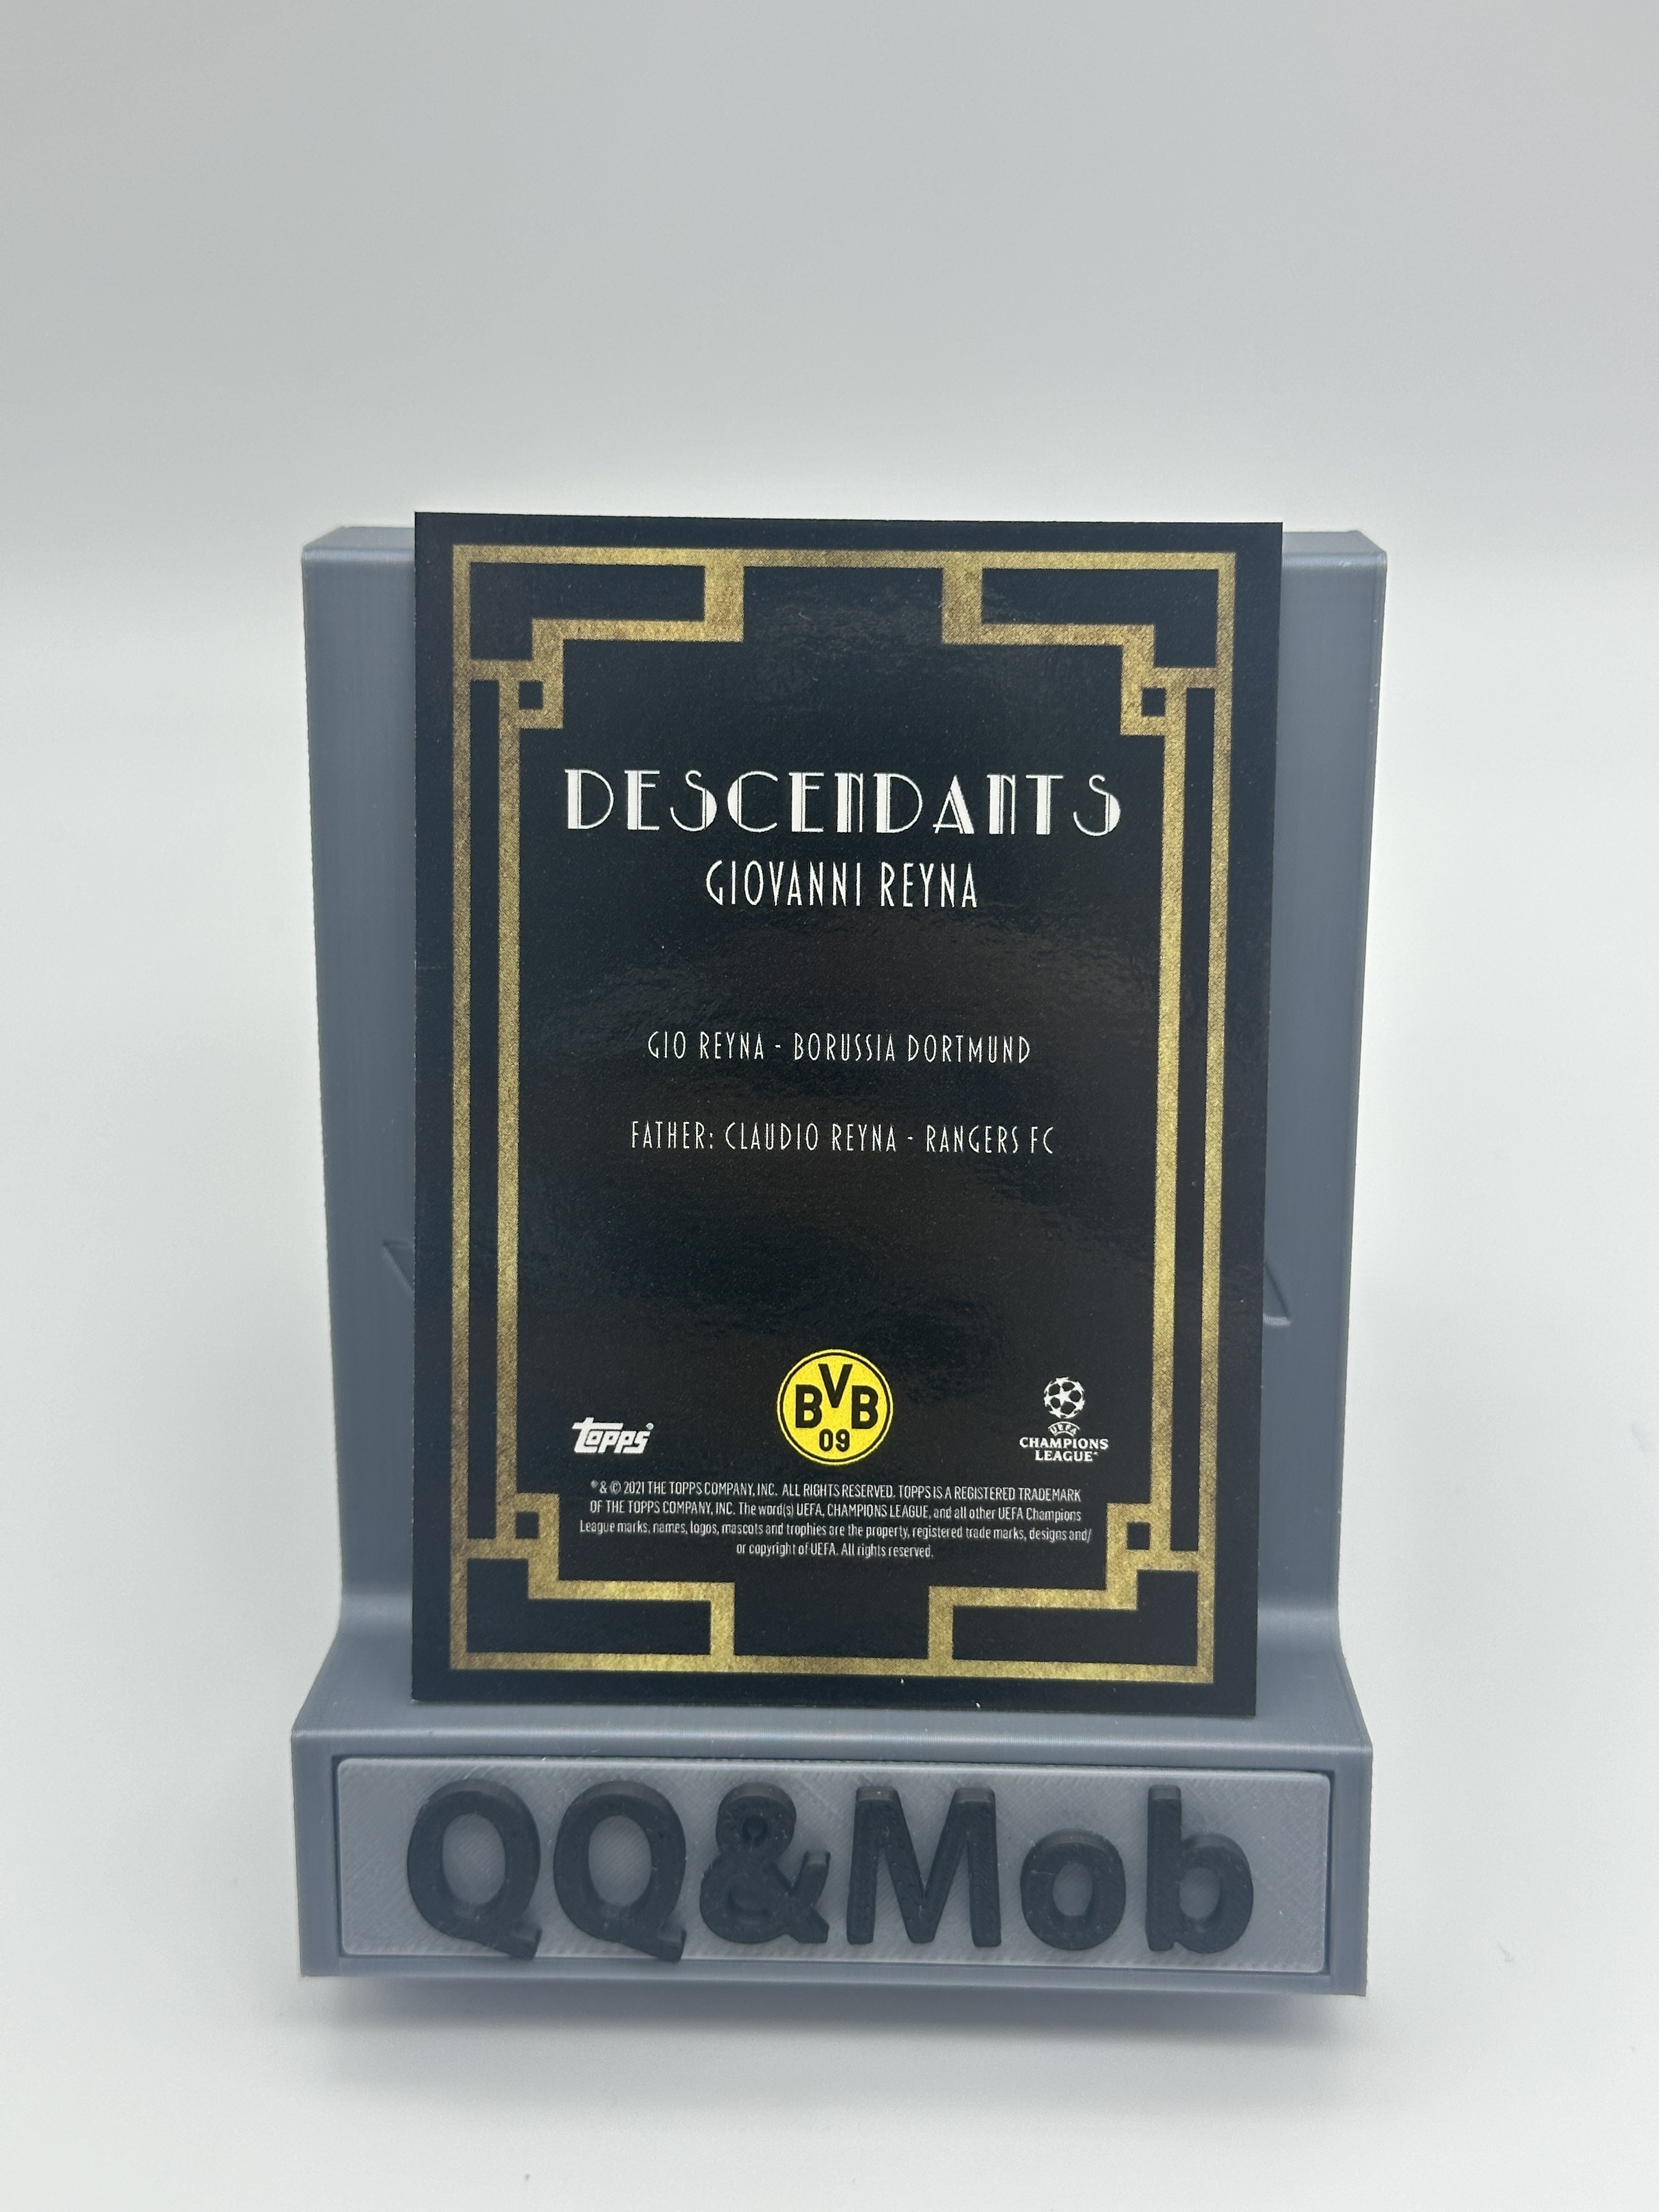 DESCENDANTS
GIOVANNI REYNA
GIO REYNA - BORUSSIA DORTMUND
FATHER: CLAUDIO REYNA - RANGERS FC
Topps®
BVB
09
UEFA
CHAMPIONS
LEAGUE™
®& © 2021 THE TOPPS COMPANY, INC. ALL RIGHTS RESERVED. TOPPS IS A REGISTERED TRADEMARK
OF THE TOPPS COMPANY, INC. The word(s) UEFA, CHAMPIONS LEAGUE, and all other UEFA Champions
League marks, names, logos, mascots and trophies are the property, registered trade marks, designs and/
or copyright of UEFA. All rights reserved.
QQ&Mob